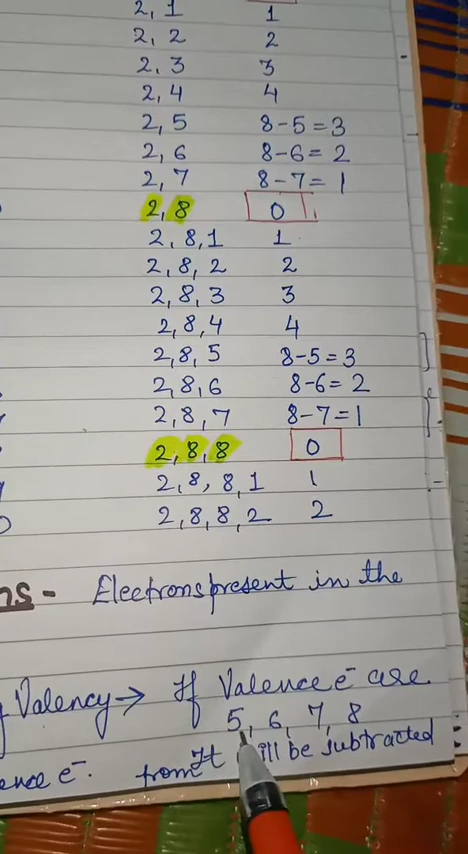 2, 1 1
2, 2 2
2, 3 3
2, 4 4
2, 5 8-5=3
2, 6 8-6=2
2, 7 8-7=1
2, 8 0
2, 8, 1 1
2, 8, 2 2
2, 8, 3 3
2, 8, 4 4
2, 8, 5 8-5=3
2, 8, 6 8-6=2
2, 8, 7 8-7=1
2, 8, 8 0
2, 8, 8, 1 1
2, 8, 8, 2 2
ns - Electrons present in the
Valency → If Valence e⁻ are
5, 6, 7, 8
ence e⁻. from It will be subtracted